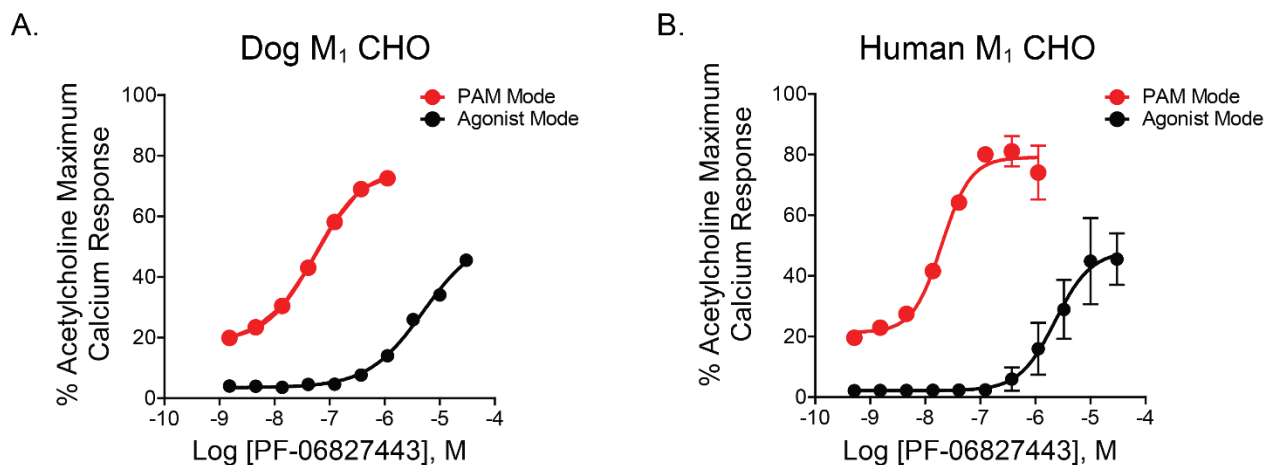 A.
Dog M₁ CHO
% Acetylcholine Maximum
Calcium Response
100
80
60
40
20
0
PAM Mode
Agonist Mode
-10
-9
-8
-7
-6
-5
-4
Log [PF-06827443], M
B.
Human M₁ CHO
% Acetylcholine Maximum
Calcium Response
100
80
60
40
20
0
PAM Mode
Agonist Mode
-10
-9
-8
-7
-6
-5
-4
Log [PF-06827443], M